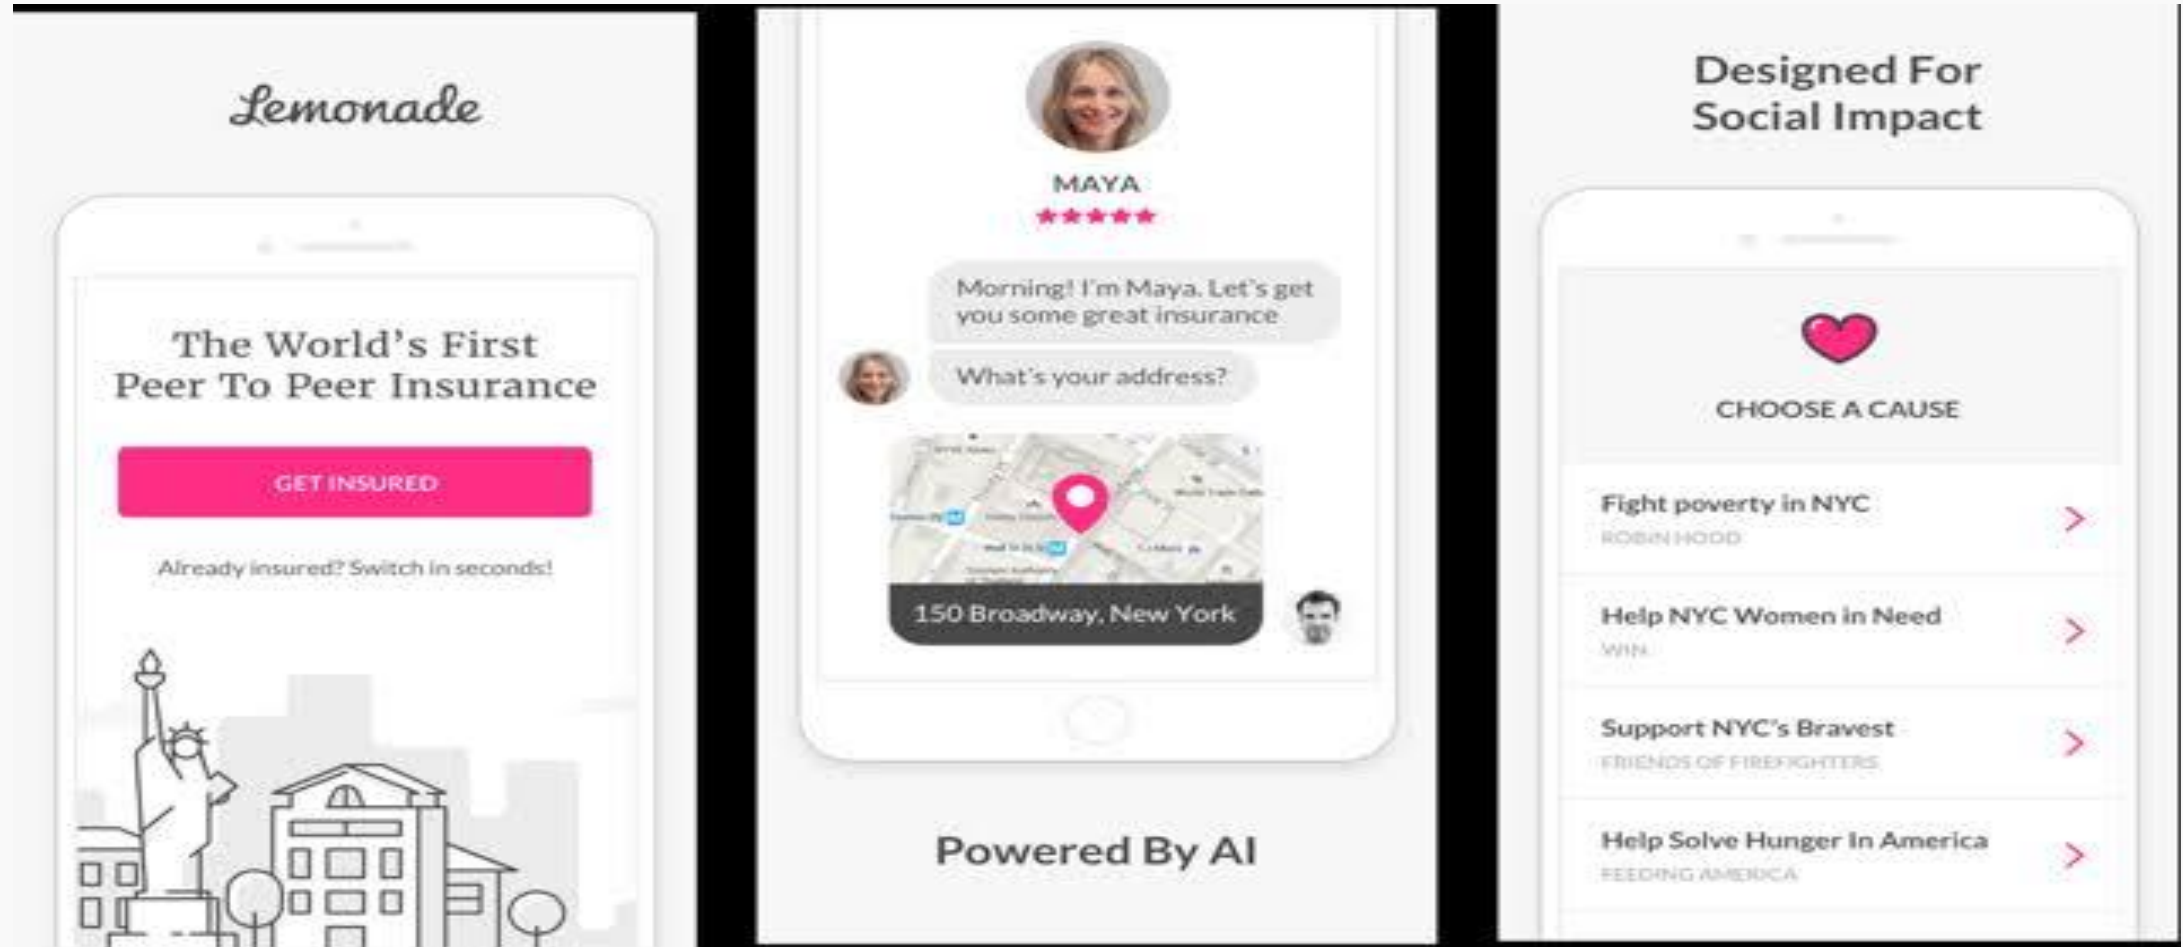 Lemonade
The World's First
Peer To Peer Insurance
GET INSURED
Already insured? Switch in seconds!
MAYA
Morning! I'm Maya. Let's get
you some great insurance
What's your address?
150 Broadway, New York
Powered By AI
Designed For
Social Impact
CHOOSE A CAUSE
Fight poverty in NYC
ROBIN HOOD
Help NYC Women in Need
WIN
Support NYC's Bravest
FRIENDS OF FIREFIGHTERS
Help Solve Hunger In America
FEEDING AMERICA